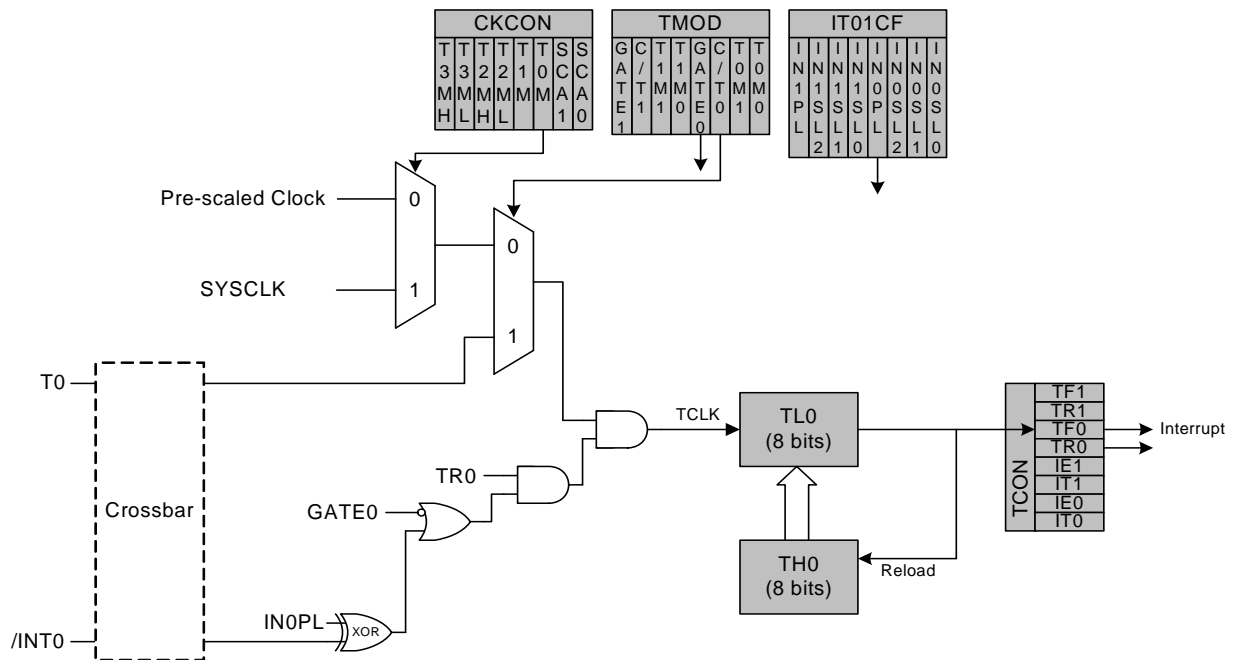 CKCON
T3MH
T3ML
T2MH
T2ML
T1M
T0M
SCA1
SCA0
TMOD
GATE1
C/T1
T1M1
T1M0
GATE0
C/T0
T0M1
T0M0
IT01CF
IN1PL
IN1SL2
IN1SL1
IN1SL0
IN0PL
IN0SL2
IN0SL1
IN0SL0
Pre-scaled Clock
0
SYSCLK
1
0
1
T0
Crossbar
/INT0
TR0
GATE0
IN0PL
XOR
TCLK
TL0
(8 bits)
TH0
(8 bits)
Reload
TCON
TF1
TR1
TF0
TR0
IE1
IT1
IE0
IT0
Interrupt